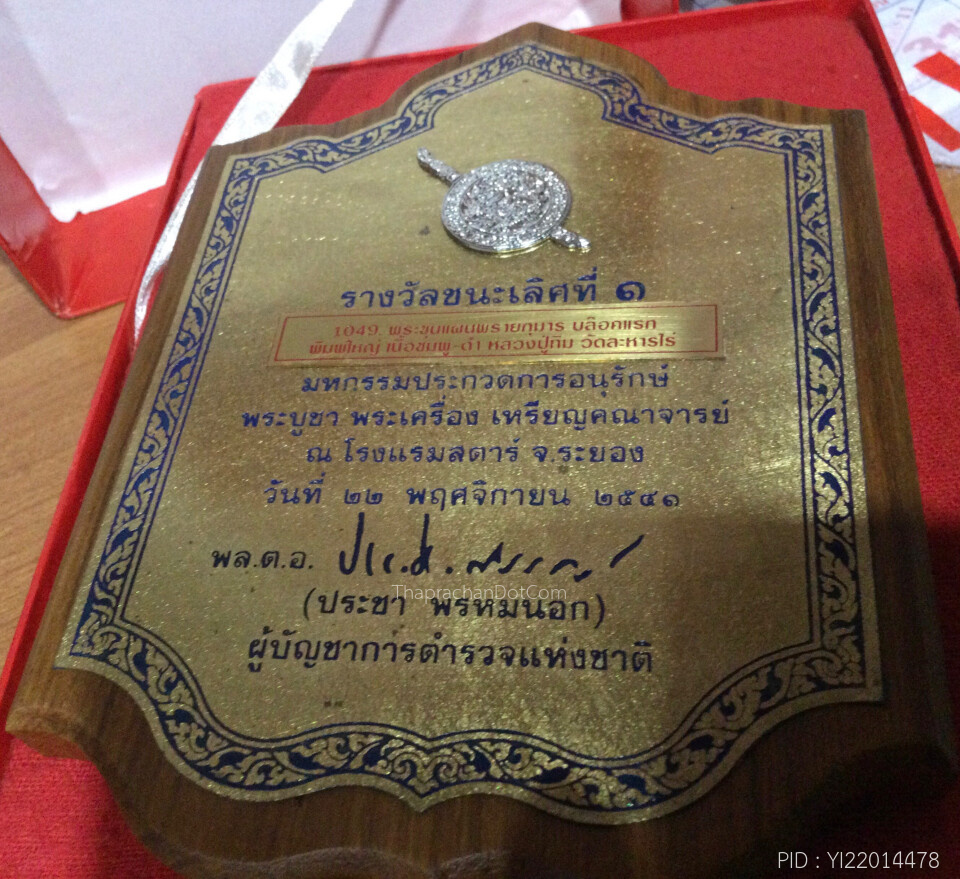 รางวัลชนะเลิศที่ ๑
1049. พระขุนแผนพรายกุมาร บล๊อคแรก
พิมพ์ใหญ่ เนื้อชมพู-ดำ หลวงปู่ทิม วัดละหารไร่
มหกรรมประกวดการอนุรักษ์
พระบูชา พระเครื่อง เหรียญคณาจารย์
ณ โรงแรมสตาร์ จ.ระยอง
วันที่ ๒๒ พฤศจิกายน ๒๕๔๑
พล.ต.อ.
ThaprachanDotCom
(ประชา พรหมนอก)
ผู้บัญชาการตำรวจแห่งชาติ
PID : YI22014478